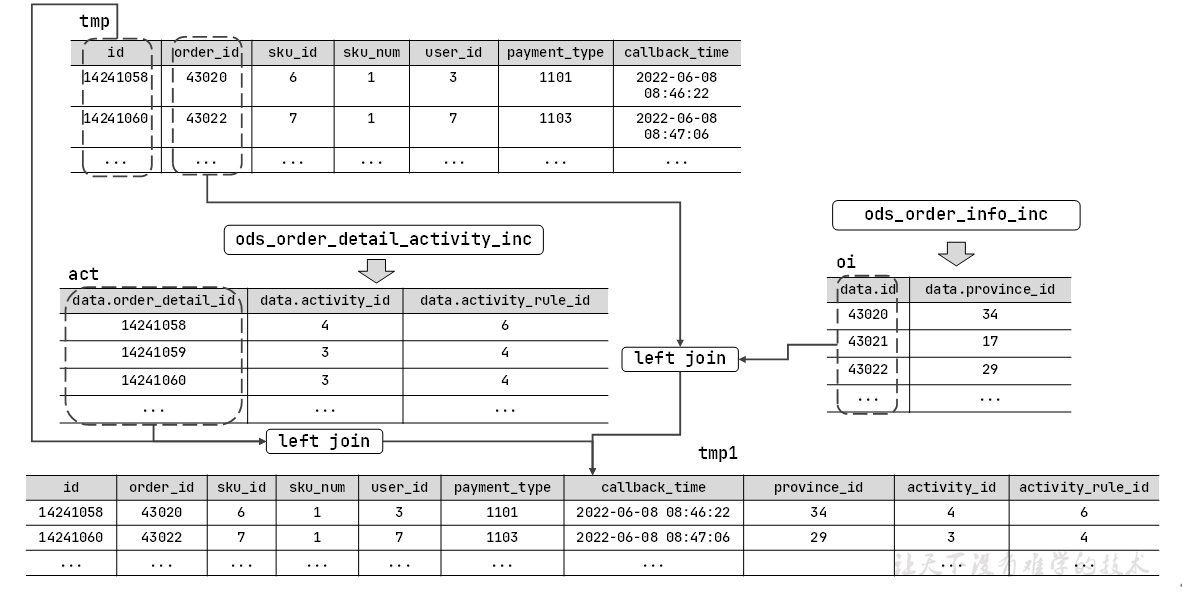 tmp
id order_id sku_id sku_num user_id payment_type callback_time
14241058 43020 6 1 3 1101 2022-06-08
08:46:22
14241060 43022 7 1 7 1103 2022-06-08
08:47:06
... ... ... ... ... ... ...
ods_order_info_inc
ods_order_detail_activity_inc
oi
data.id data.province_id
43020 34
43021 17
43022 29
... ...
act
data.order_detail_id data.activity_id data.activity_rule_id
14241058 4 6
14241059 3 4
14241060 3 4
... ... ...
left join
left join
tmp1
id order_id sku_id sku_num user_id payment_type callback_time province_id activity_id activity_rule_id
14241058 43020 6 1 3 1101 2022-06-08 08:46:22 34 4 6
14241060 43022 7 1 7 1103 2022-06-08 08:47:06 29 3 4
... ... ... ... ... ... ... ... ...
让天下没有难学的技术